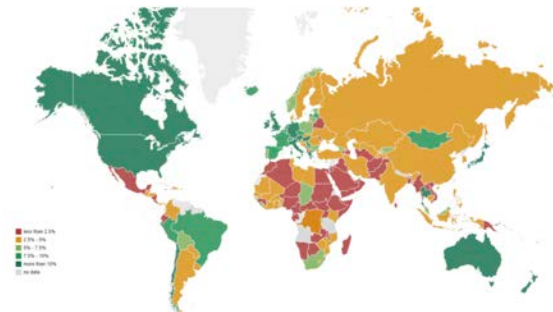 less than 2.5%
2.5% - 5%
5% - 7.5%
7.5% - 10%
more than 10%
no data